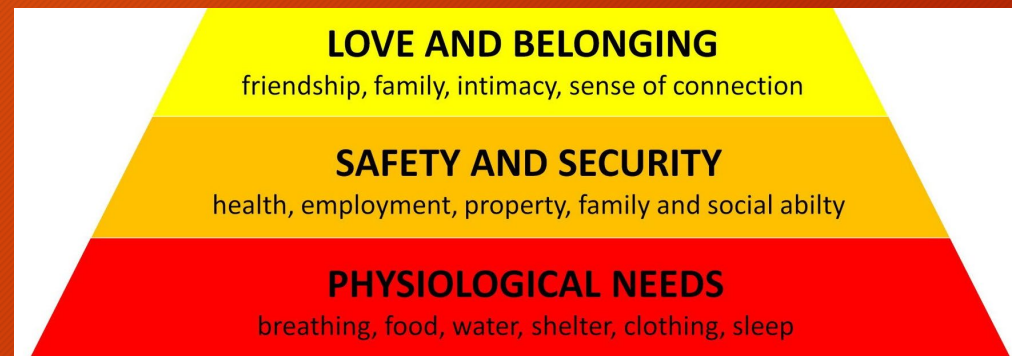 LOVE AND BELONGING
friendship, family, intimacy, sense of connection
SAFETY AND SECURITY
health, employment, property, family and social abilty
PHYSIOLOGICAL NEEDS
breathing, food, water, shelter, clothing, sleep